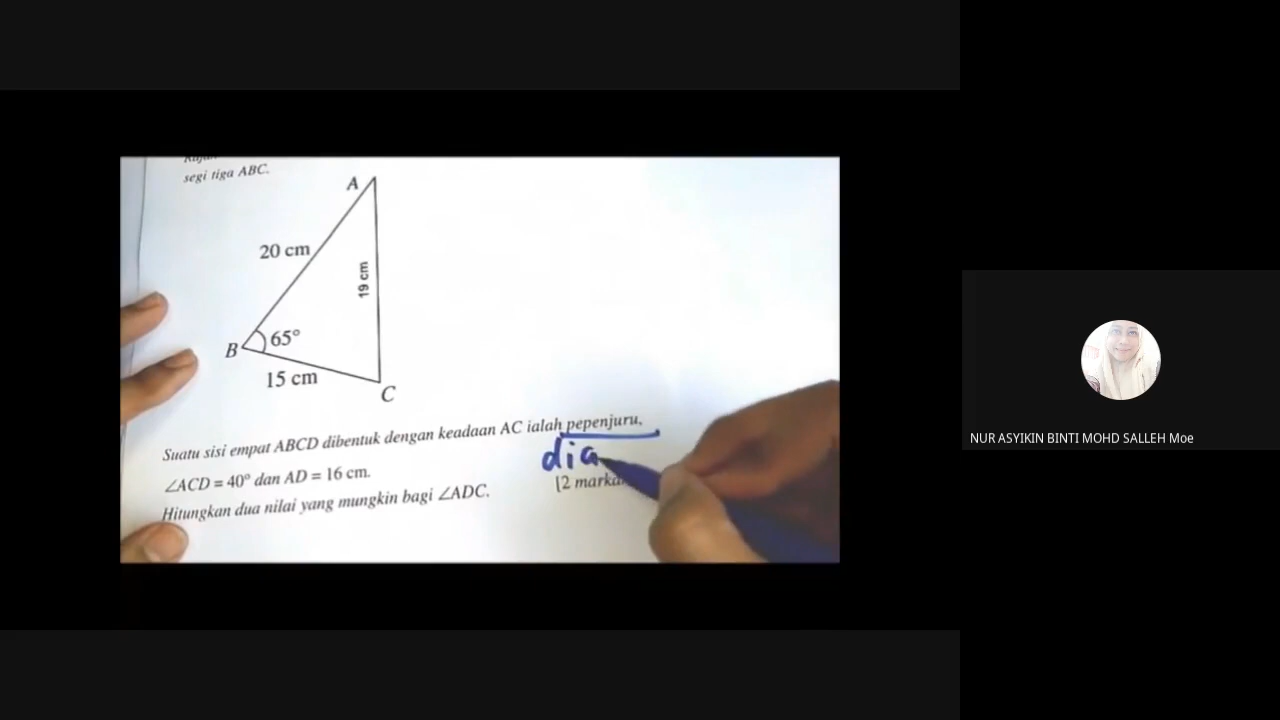 segi tiga ABC.
A
20 cm
19 cm
65°
B
15 cm
C
Suatu sisi empat ABCD dibentuk dengan keadaan AC ialah pepenjuru,
dia
∠ACD = 40° dan AD = 16 cm.
[2 marka
Hitungkan dua nilai yang mungkin bagi ∠ADC.
NUR ASYIKIN BINTI MOHD SALLEH Moe